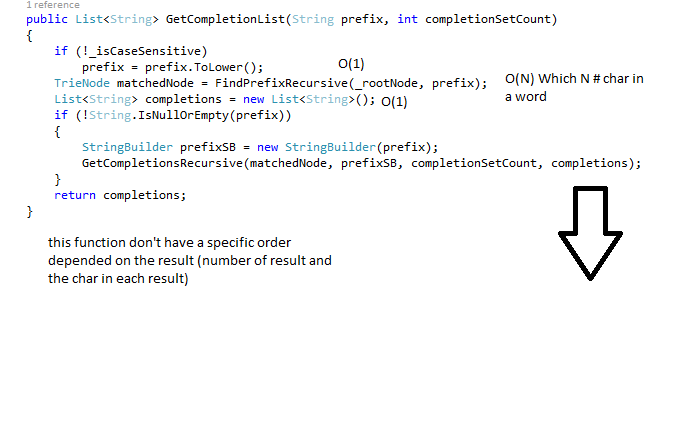 1 reference
public List<String> GetCompletionList(String prefix, int completionSetCount)
{
if (!_isCaseSensitive)
prefix = prefix.ToLower(); O(1)
TrieNode matchedNode = FindPrefixRecursive(_rootNode, prefix); O(N) Which N # char in
a word
List<String> completions = new List<String>(); O(1)
if (!String.IsNullOrEmpty(prefix))
{
StringBuilder prefixSB = new StringBuilder(prefix);
GetCompletionsRecursive(matchedNode, prefixSB, completionSetCount, completions);
}
return completions;
}
this function don't have a specific order
depended on the result (number of result and
the char in each result)